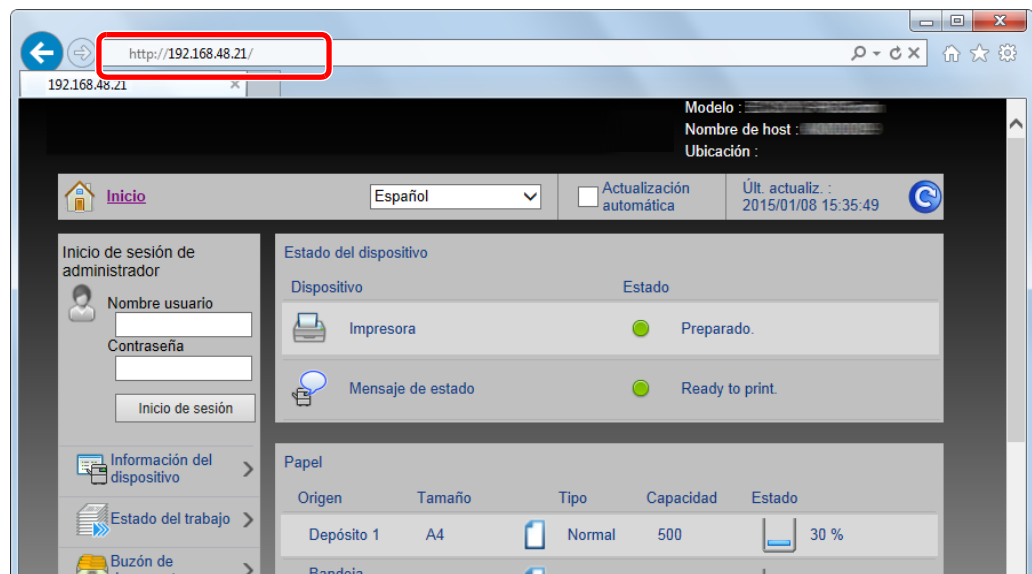 http://192.168.48.21/
192.168.48.21
Modelo :
Nombre de host :
Ubicación :
Inicio
Español
Actualización
automática
Últ. actualiz. :
2015/01/08 15:35:49
Inicio de sesión de
administrador
Nombre usuario
Contraseña
Inicio de sesión
Información del
dispositivo
Estado del trabajo
Buzón de
Estado del dispositivo
Dispositivo Estado
Impresora Preparado.
Mensaje de estado Ready to print.
Papel
Origen Tamaño Tipo Capacidad Estado
Depósito 1 A4 Normal 500 30 %
Bandeja